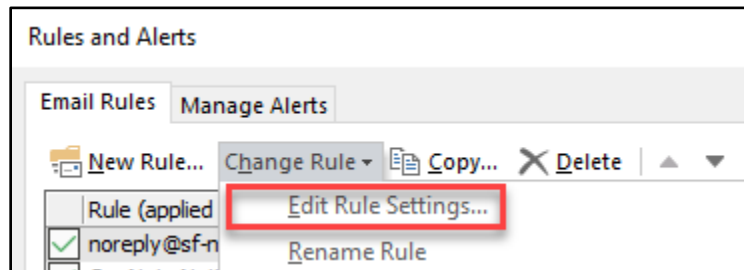 Rules and Alerts
Email Rules Manage Alerts
New Rule... Change Rule Copy... Delete
Rule (applied Edit Rule Settings...
noreply@sf-n Rename Rule